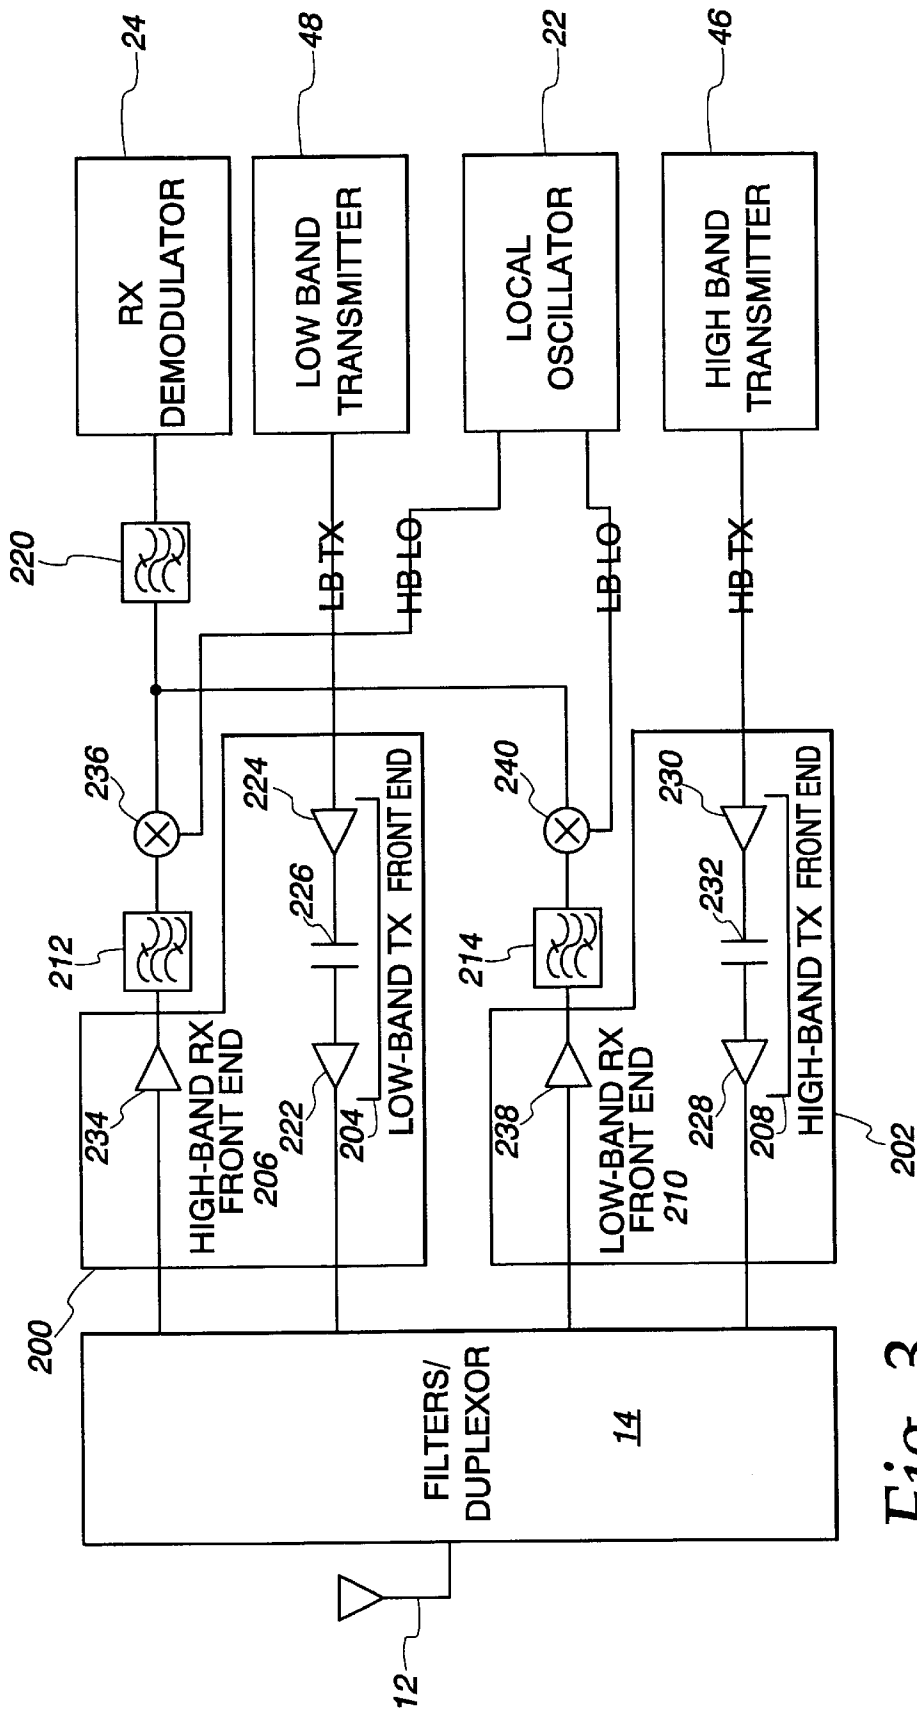 24
48
22
46
RX
DEMODULATOR
LOW BAND
TRANSMITTER
LOCAL
OSCILLATOR
HIGH BAND
TRANSMITTER
220
LB TX
HB LO
LB LO
HB TX
236
224
240
230
212
226
214
232
234
HIGH-BAND RX
FRONT END
206
222
204
LOW-BAND TX FRONT END
238
LOW-BAND RX
FRONT END
210
228
208
HIGH-BAND TX FRONT END
202
200
FILTERS/
DUPLEXOR
14
12
Fig. 3